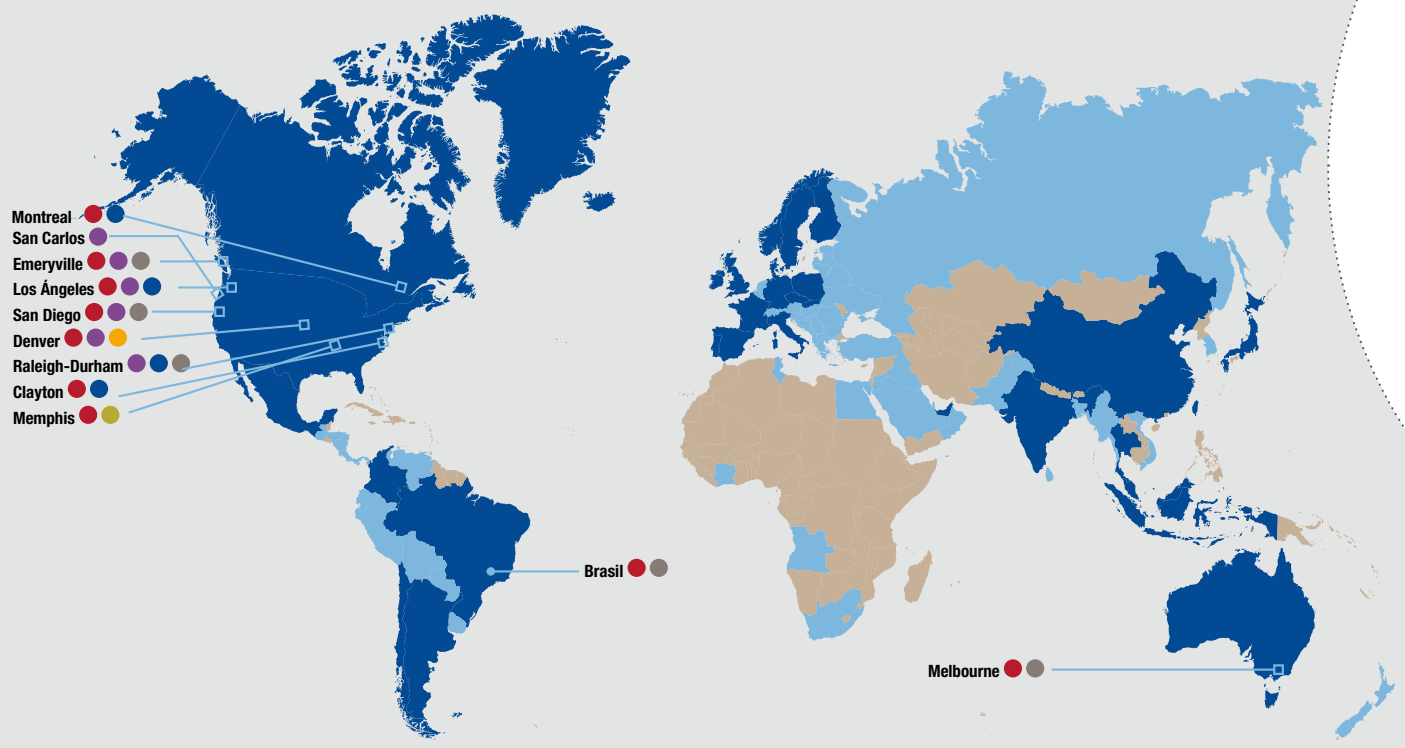 Montreal
San Carlos
Emeryville
Los Ángeles
San Diego
Denver
Raleigh-Durham
Clayton
Memphis
Brasil
Melbourne